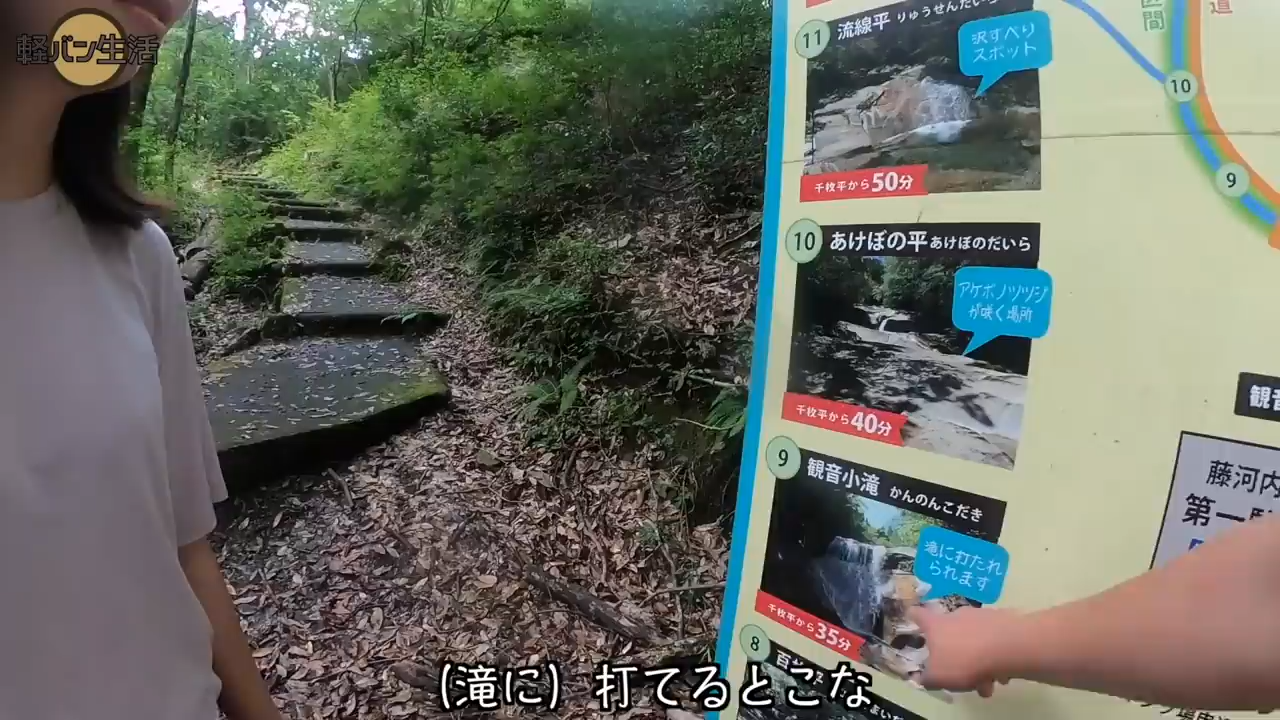 軽バン生活
11 流線平 りゅうせんだいら
沢すべり
スポット
千枚平から50分
区間
道
10
9
10 あけぼの平 あけぼのだいら
アケボノツツジ
が咲く場所
千枚平から40分
9 観音小滝 かんのんこだき
滝に打たれ
られます
千枚平から35分
観音
藤河内
第一駐
8
(滝に) 打てるとこな